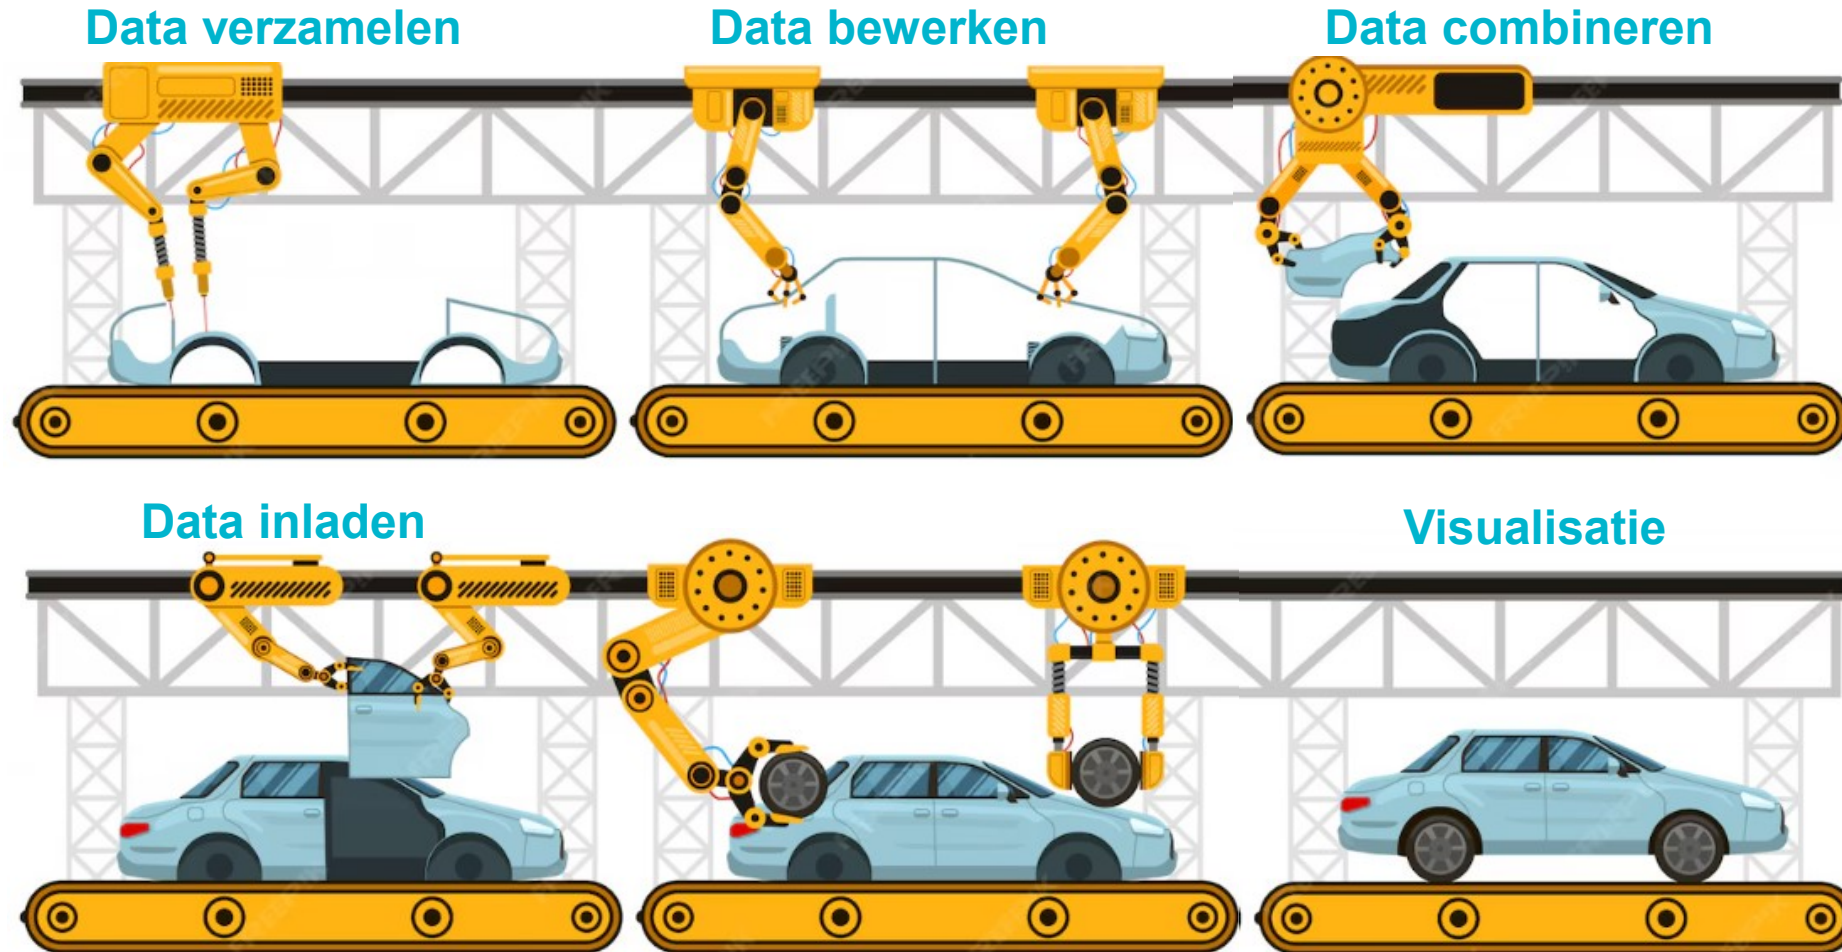 Data verzamelen
Data bewerken
Data combineren
Data inladen
Visualisatie